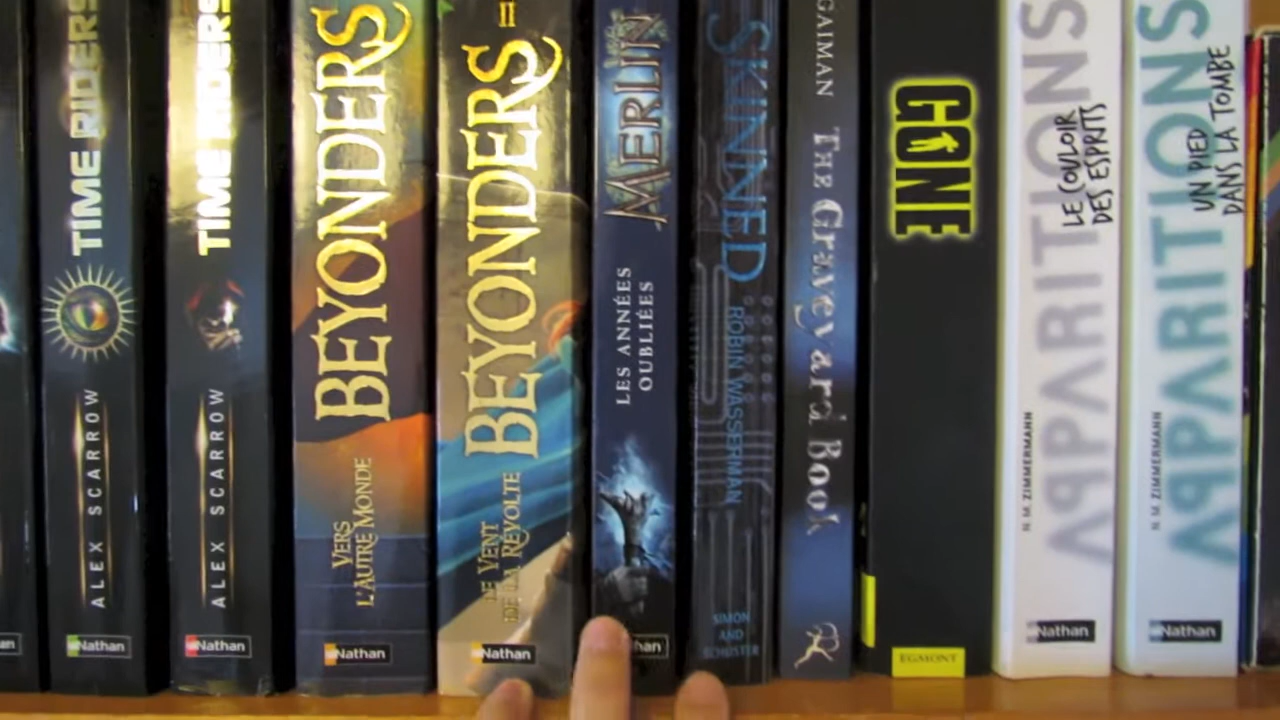 TIME RIDERS
ALEX SCARROW
Nathan
TIME RIDERS
ALEX SCARROW
Nathan
BEYONDERS
VERS
L'AUTRE MONDE
Nathan
II
BEYONDERS
LE VENT
DE LA RÉVOLTE
Nathan
MERLIN
LES ANNÉES
OUBLIÉES
SKINNED
ROBIN WASSERMAN
SIMON
AND
SCHUSTER
GAIMAN
THE GRAVEYARD BOOK
GONE
EGMONT
APPARITIONS
LE COULOIR
DES ESPRITS
N. M. ZIMMERMANN
Nathan
APPARITIONS
UN PIED
DANS LA TOMBE
N. M. ZIMMERMANN
Nathan